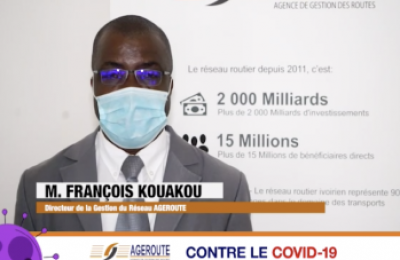 AGENCE DE GESTION DES ROUTES
Le réseau routier depuis 2011, c'est:
2 000 Milliards
Plus de 2 000 Milliards d'investissements
15 Millions
Plus de 15 Millions de bénéficiaires directs
Le réseau routier ivoirien représente 90
des transports
M. FRANÇOIS KOUAKOU
Directeur de la Gestion du Réseau AGEROUTE
AGEROUTE
CONTRE LE COVID-19